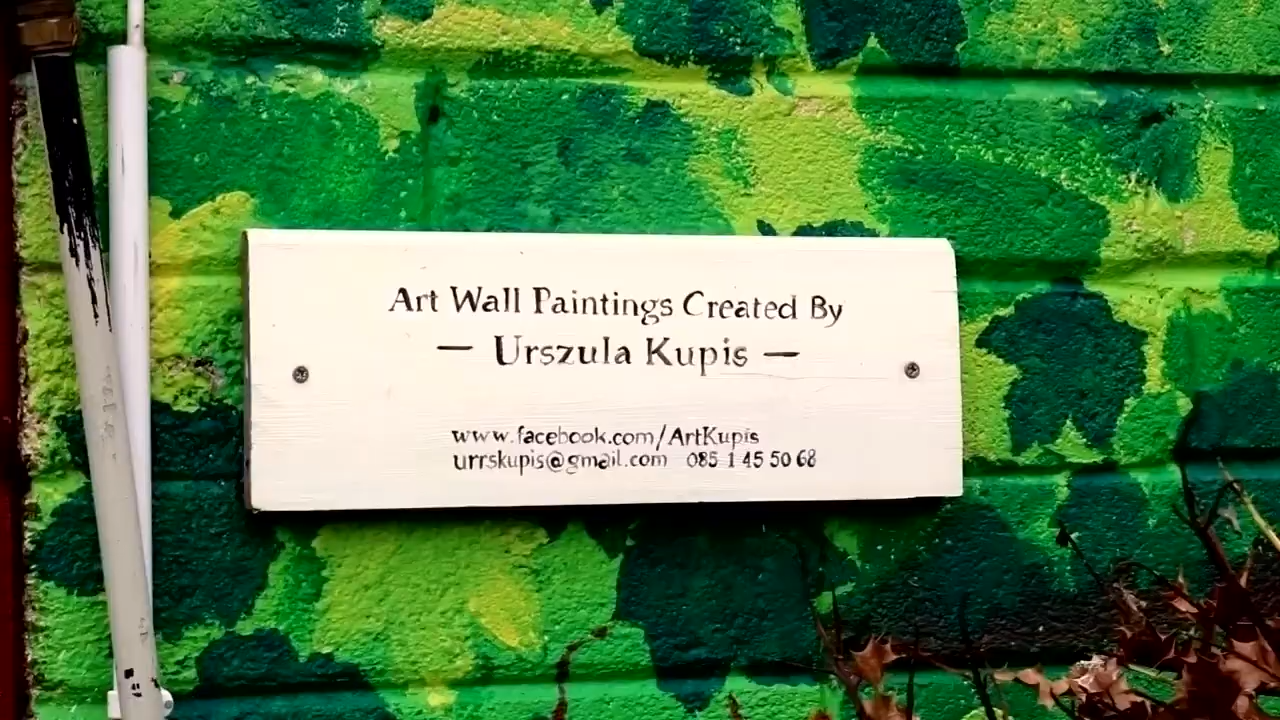 Art Wall Paintings Created By
— Urszula Kupis —
www.facebook.com/ArtKupis
urrskupis@gmail.com 085 1 45 50 68